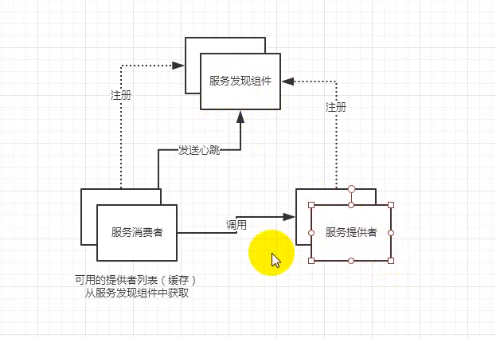 服务发现组件
注册
注册
发送心跳
调用
服务消费者
服务提供者
可用的提供者列表（缓存）
从服务发现组件中获取